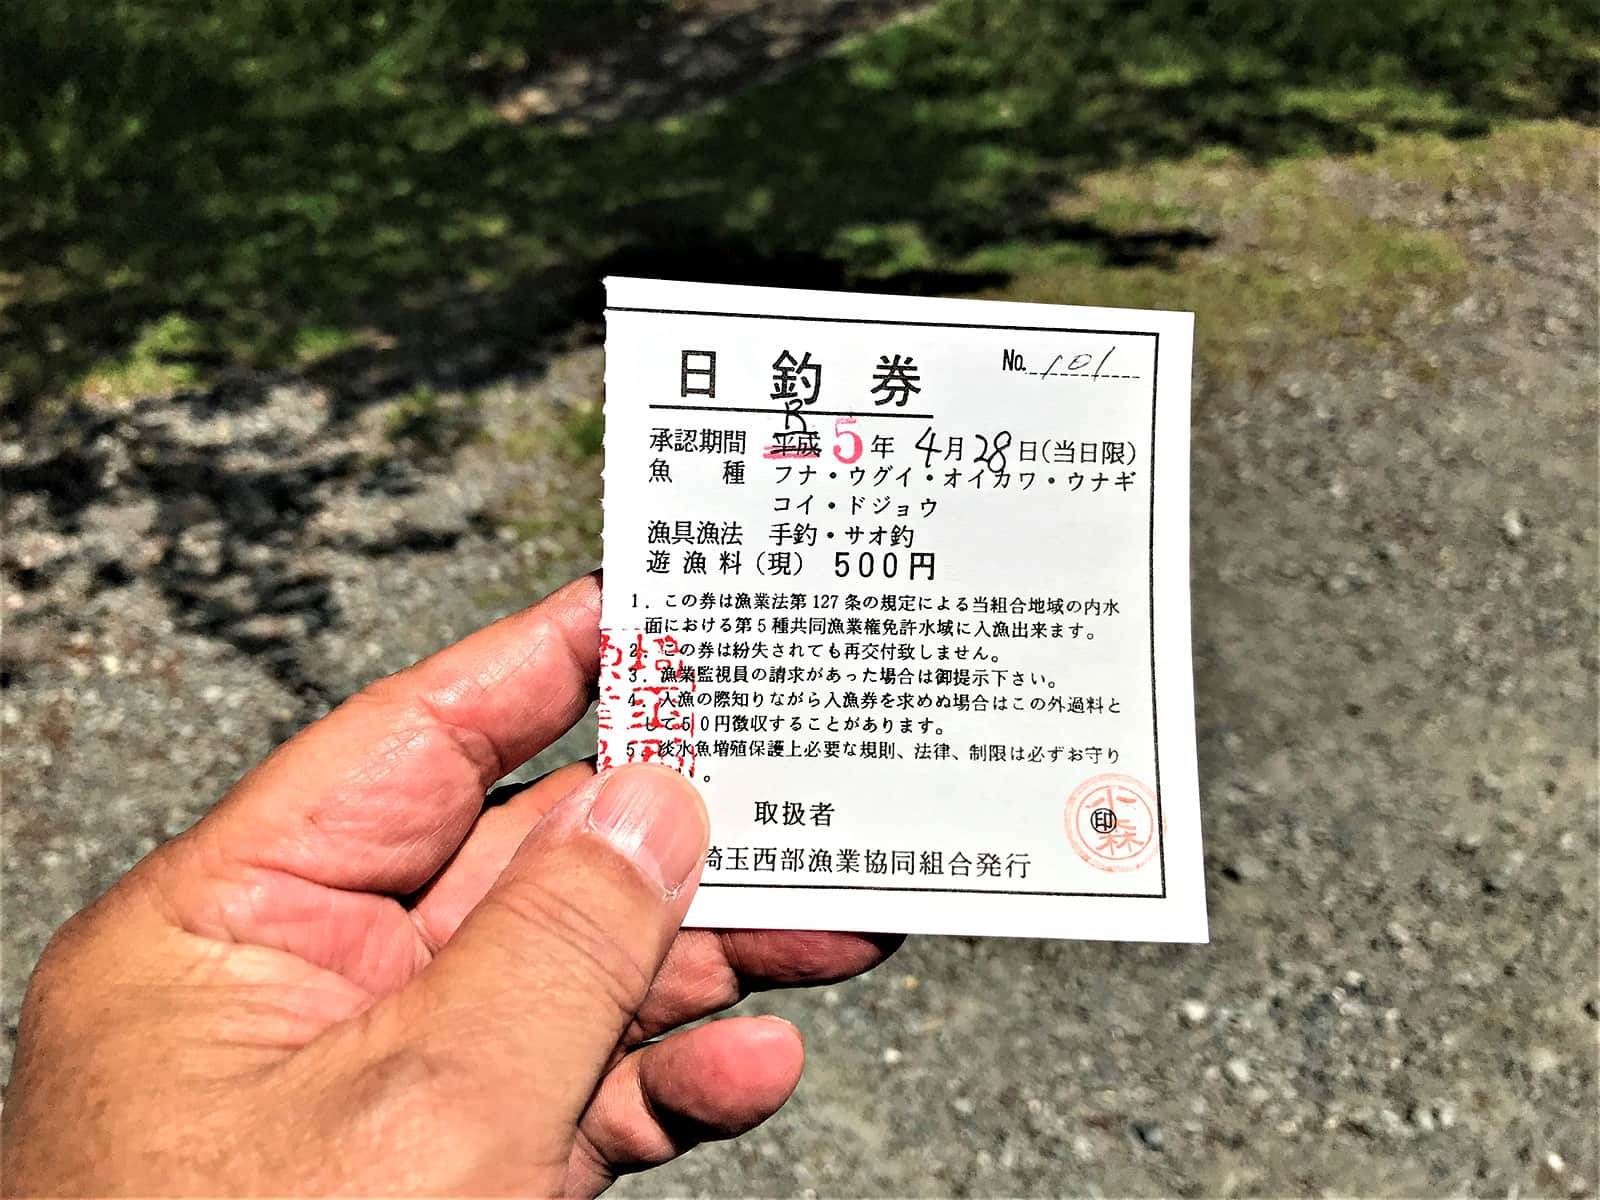 日釣券
No. 101
R
承認期間 平成 5年 4月28日(当日限)
魚種 フナ・ウグイ・オイカワ・ウナギ
コイ・ドジョウ
漁具漁法 手釣・サオ釣
遊漁料(現) 500円
1. この券は漁業法第127条の規定による当組合地域の内水
面における第5種共同漁業権免許水域に入漁出来ます。
2. この券は紛失されても再交付致しません。
3. 漁業監視員の請求があった場合は御提示下さい。
4. 入漁の際知りながら入漁券を求めぬ場合はこの外過料と
して50円徴収することがあります。
5. 淡水魚増殖保護上必要な規則、法律、制限は必ずお守り
い。
取扱者
印
小森
埼玉西部漁業協同組合発行